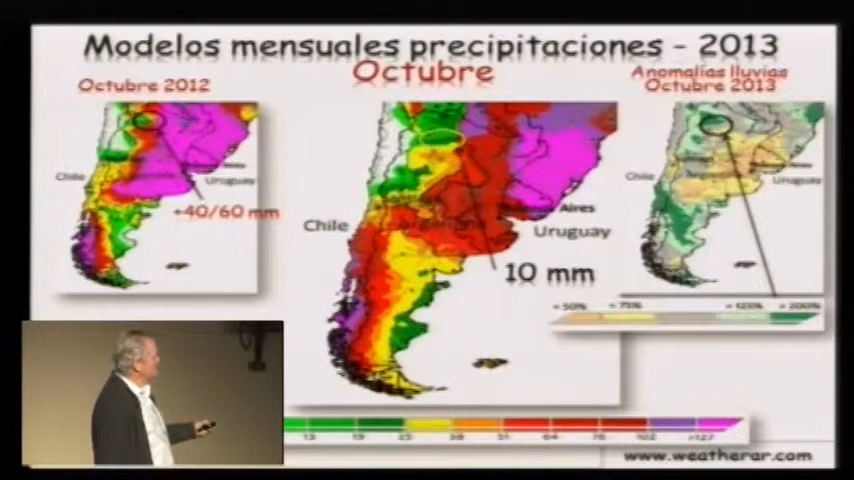 Modelos mensuales precipitaciones - 2013
Octubre 2012
Octubre
Anomalías lluvias
Octubre 2013
Chile
Uruguay
+40/60 mm
Chile
Aires
Uruguay
10 mm
Chile
Uruguay
< 50% < 75% > 125% > 200%
13 19 25 38 51 64 76 102 >127
www.weatherar.com